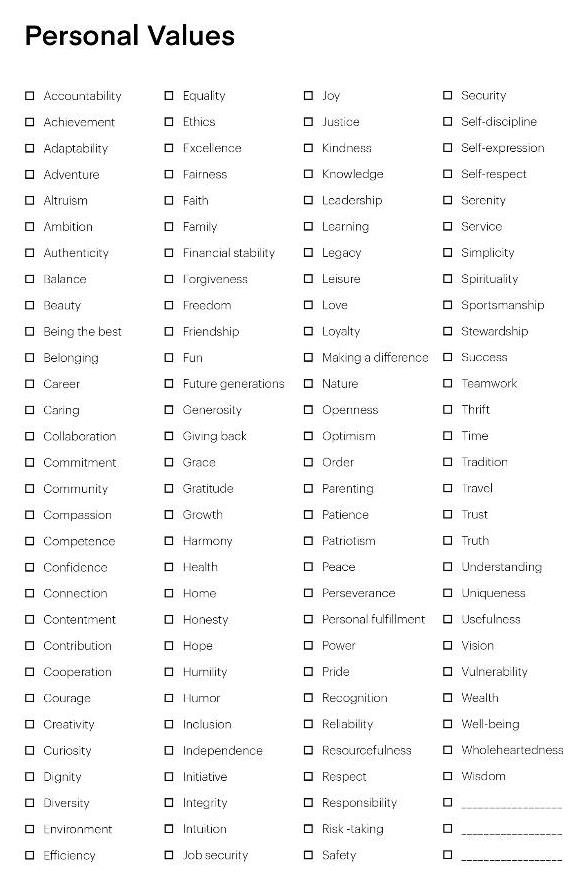 Personal Values
Accountability
Achievement
Adaptability
Adventure
Altruism
Ambition
Authenticity
Balance
Beauty
Being the best
Belonging
Career
Caring
Collaboration
Commitment
Community
Compassion
Competence
Confidence
Connection
Contentment
Contribution
Cooperation
Courage
Creativity
Curiosity
Dignity
Diversity
Environment
Efficiency
Equality
Ethics
Excellence
Fairness
Faith
Family
Financial stability
Forgiveness
Freedom
Friendship
Fun
Future generations
Generosity
Giving back
Grace
Gratitude
Growth
Harmony
Health
Home
Honesty
Hope
Humility
Humor
Inclusion
Independence
Initiative
Integrity
Intuition
Job security
Joy
Justice
Kindness
Knowledge
Leadership
Learning
Legacy
Leisure
Love
Loyalty
Making a difference
Nature
Openness
Optimism
Order
Parenting
Patience
Patriotism
Peace
Perseverance
Personal fulfillment
Power
Pride
Recognition
Reliability
Resourcefulness
Respect
Responsibility
Risk -taking
Safety
Security
Self-discipline
Self-expression
Self-respect
Serenity
Service
Simplicity
Spirituality
Sportsmanship
Stewardship
Success
Teamwork
Thrift
Time
Tradition
Travel
Trust
Truth
Understanding
Uniqueness
Usefulness
Vision
Vulnerability
Wealth
Well-being
Wholeheartedness
Wisdom